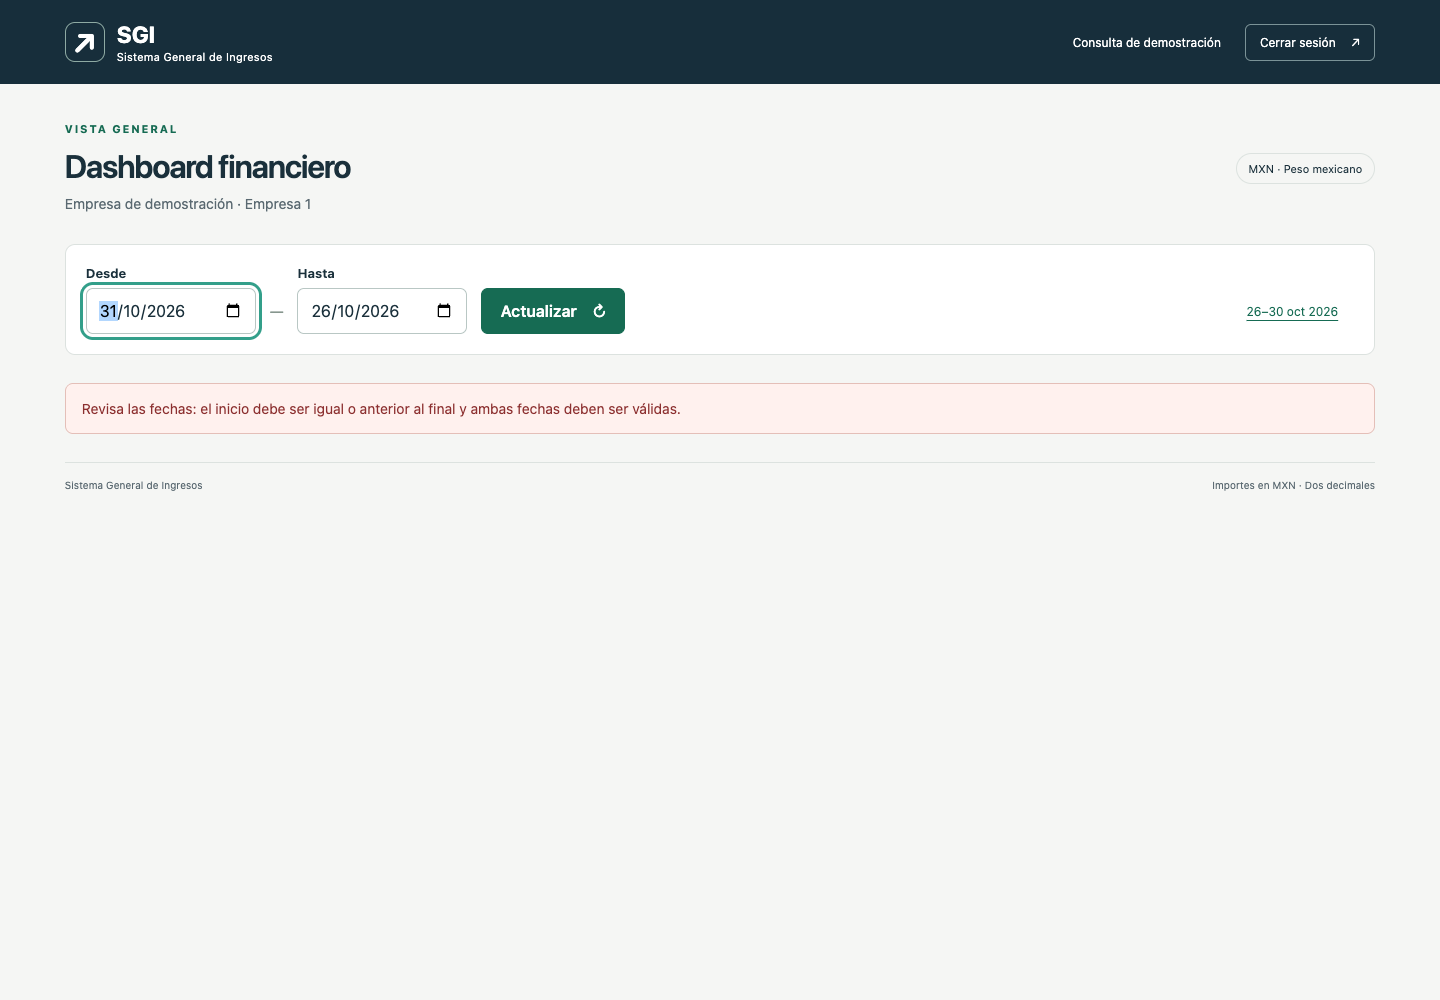 SGI
Sistema General de Ingresos
Consulta de demostración
Cerrar sesión
VISTA GENERAL
Dashboard financiero
MXN · Peso mexicano
Empresa de demostración · Empresa 1
Desde
Hasta
31/10/2026
—
26/10/2026
Actualizar
26–30 oct 2026
Revisa las fechas: el inicio debe ser igual o anterior al final y ambas fechas deben ser válidas.
Sistema General de Ingresos
Importes en MXN · Dos decimales